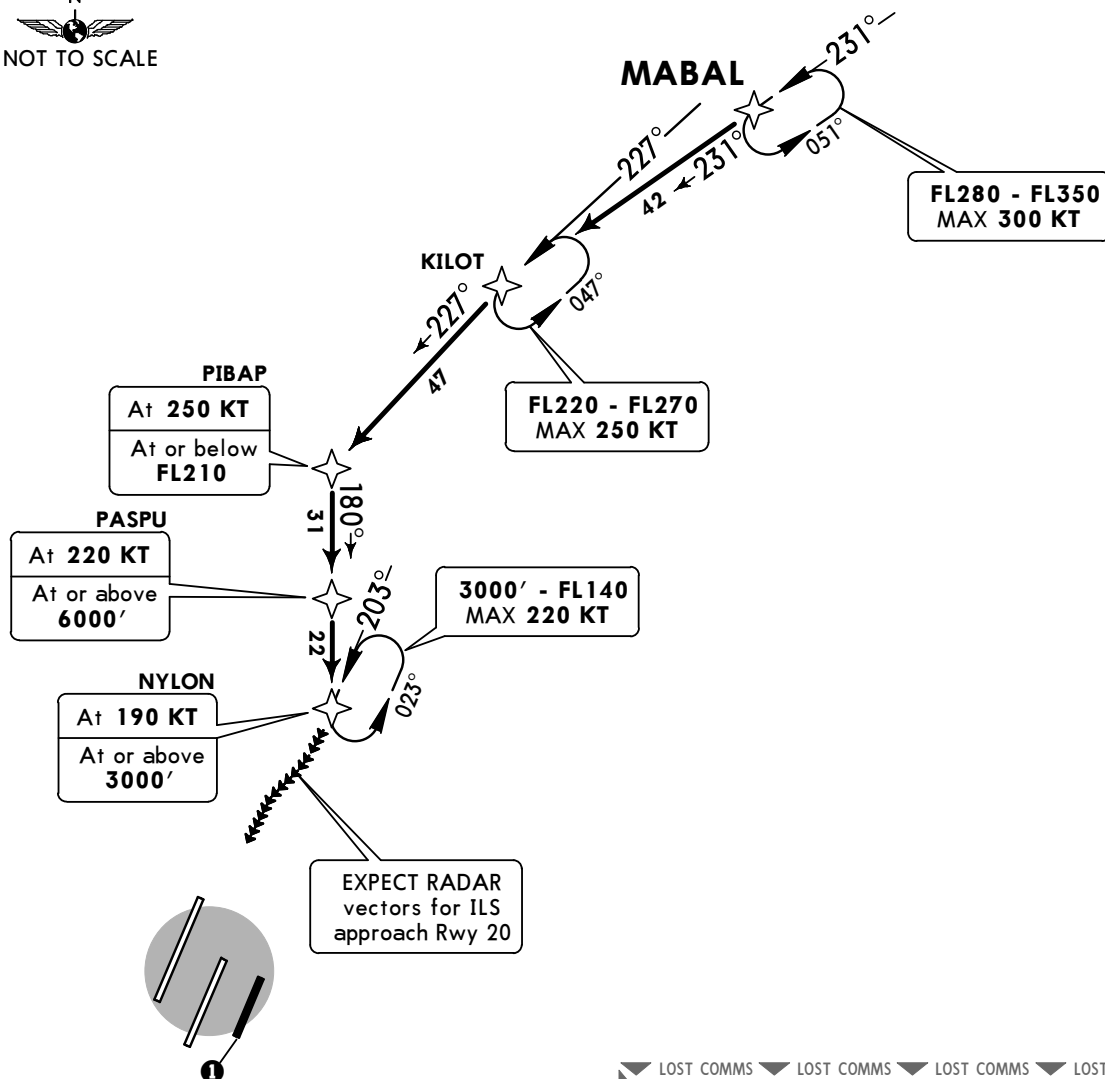 N
NOT TO SCALE
MABAL
231°
051°
FL280 - FL350
MAX 300 KT
231°
42
227°
KILOT
047°
FL220 - FL270
MAX 250 KT
227°
47
PIBAP
At 250 KT
At or below
FL210
180°
31
PASPU
At 220 KT
At or above
6000'
203°
3000' - FL140
MAX 220 KT
22
023°
NYLON
At 190 KT
At or above
3000'
EXPECT RADAR
vectors for ILS
approach Rwy 20
1
LOST COMMS LOST COMMS LOST COMMS LOST